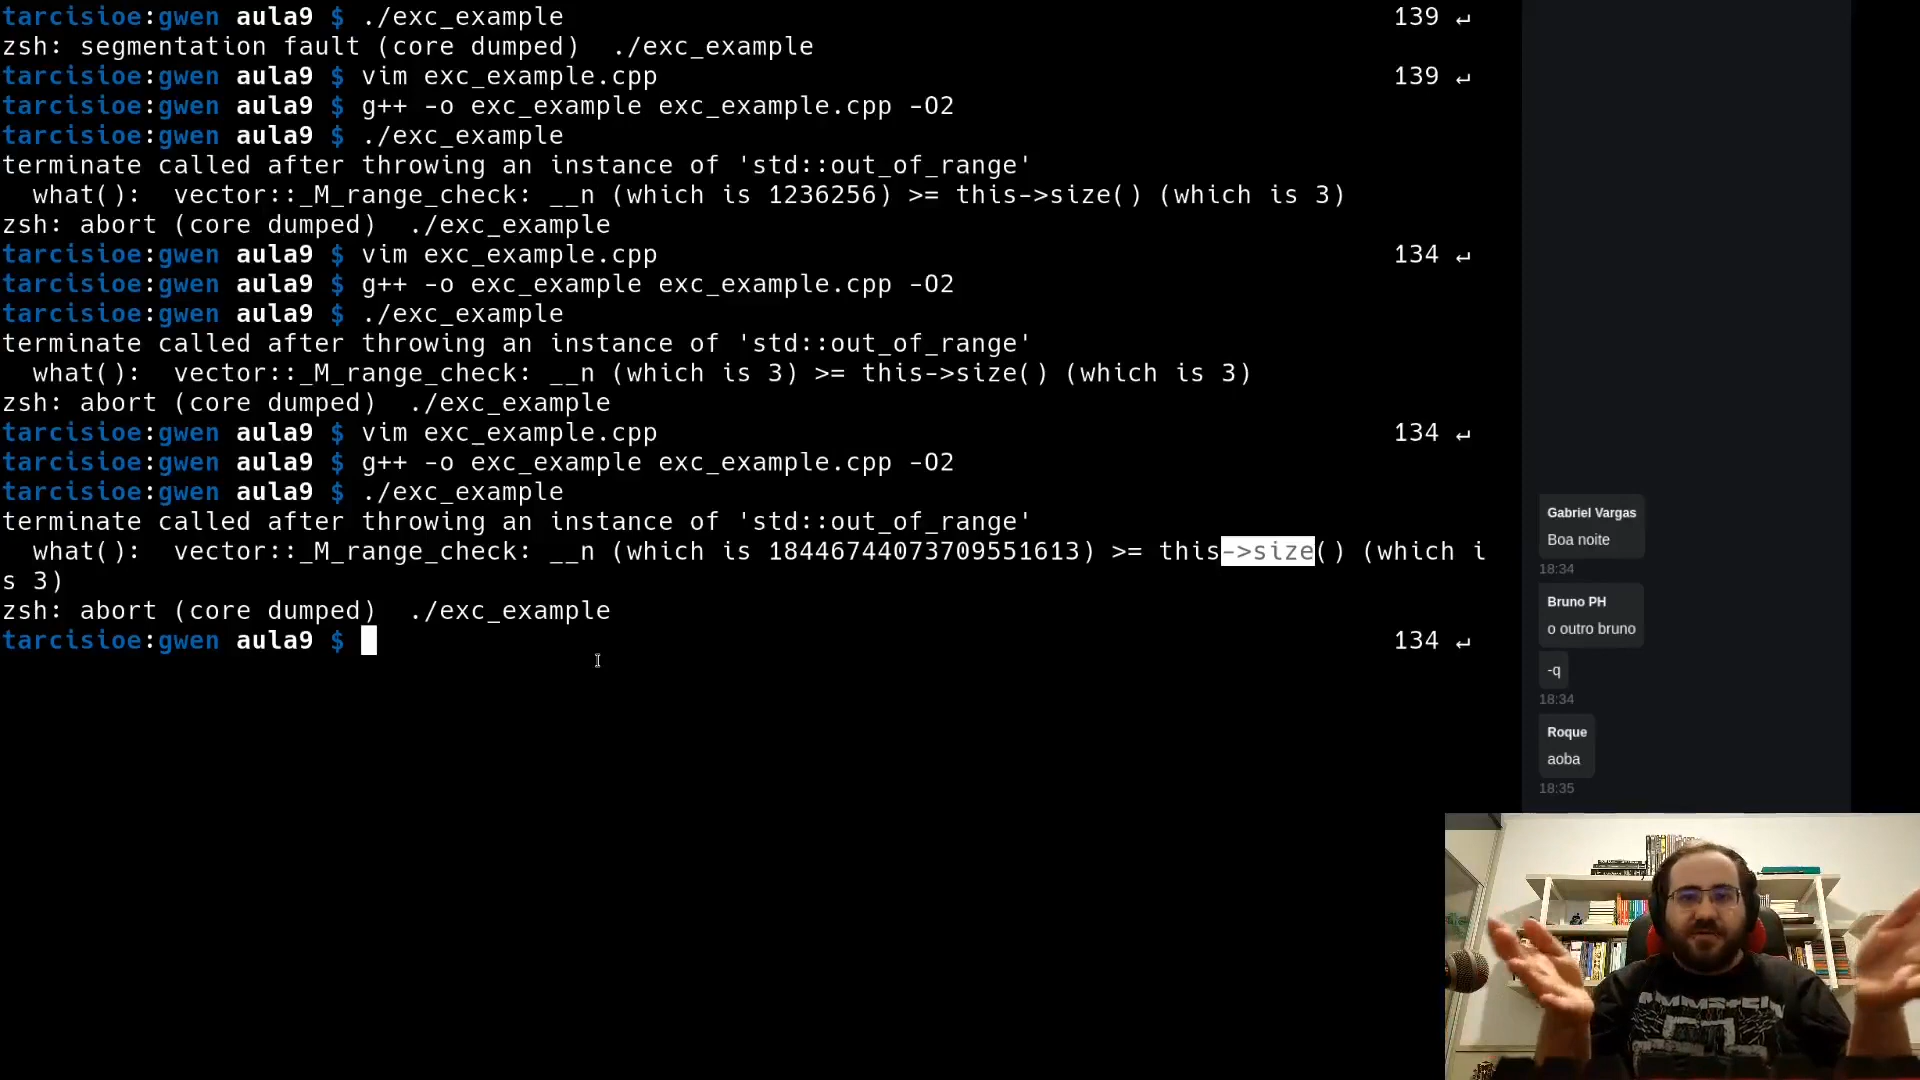 tarcisioe:gwen aula9 $ ./exc_example 139 ↵
zsh: segmentation fault (core dumped)  ./exc_example
tarcisioe:gwen aula9 $ vim exc_example.cpp 139 ↵
tarcisioe:gwen aula9 $ g++ -o exc_example exc_example.cpp -O2
tarcisioe:gwen aula9 $ ./exc_example
terminate called after throwing an instance of 'std::out_of_range'
  what():  vector::_M_range_check: __n (which is 1236256) >= this->size() (which is 3)
zsh: abort (core dumped)  ./exc_example
tarcisioe:gwen aula9 $ vim exc_example.cpp 134 ↵
tarcisioe:gwen aula9 $ g++ -o exc_example exc_example.cpp -O2
tarcisioe:gwen aula9 $ ./exc_example
terminate called after throwing an instance of 'std::out_of_range'
  what():  vector::_M_range_check: __n (which is 3) >= this->size() (which is 3)
zsh: abort (core dumped)  ./exc_example
tarcisioe:gwen aula9 $ vim exc_example.cpp 134 ↵
tarcisioe:gwen aula9 $ g++ -o exc_example exc_example.cpp -O2
tarcisioe:gwen aula9 $ ./exc_example
terminate called after throwing an instance of 'std::out_of_range'
  what():  vector::_M_range_check: __n (which is 18446744073709551613) >= this->size() (which i
s 3)
zsh: abort (core dumped)  ./exc_example
tarcisioe:gwen aula9 $ 134 ↵
Gabriel Vargas
Boa noite
18:34
Bruno PH
o outro bruno
-q
18:34
Roque
aoba
18:35
RAMMSTEIN